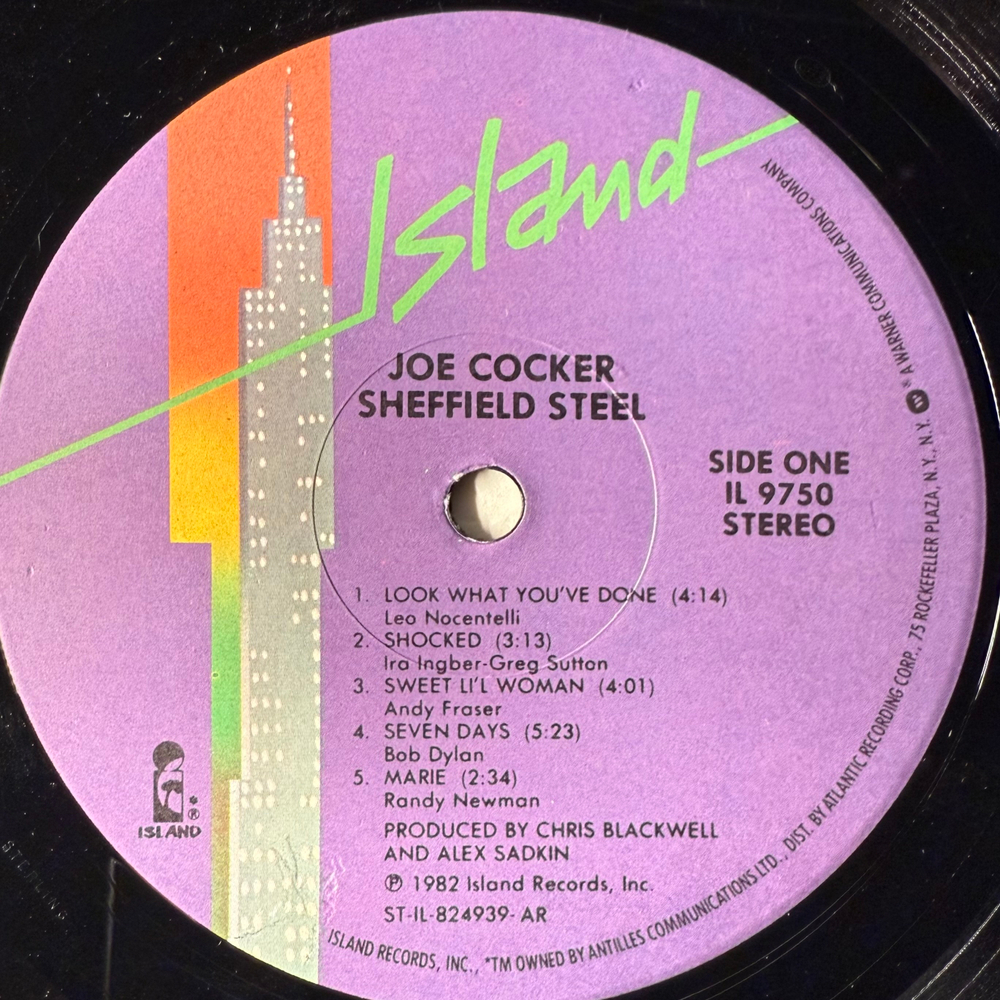 Island
JOE COCKER
SHEFFIELD STEEL
SIDE ONE
IL 9750
STEREO
1. LOOK WHAT YOU'VE DONE (4:14)
Leo Nocentelli
2. SHOCKED (3:13)
Ira Ingber-Greg Sutton
3. SWEET LI'L WOMAN (4:01)
Andy Fraser
4. SEVEN DAYS (5:23)
Bob Dylan
5. MARIE (2:34)
Randy Newman
PRODUCED BY CHRIS BLACKWELL
AND ALEX SADKIN
℗ 1982 Island Records, Inc.
ST-IL-824939-AR
*®
ISLAND
ISLAND RECORDS, INC., *TM OWNED BY ANTILLES COMMUNICATIONS LTD., DIST. BY ATLANTIC RECORDING CORP., 75 ROCKEFELLER PLAZA, N.Y., N.Y. W ® A WARNER COMMUNICATIONS COMPANY